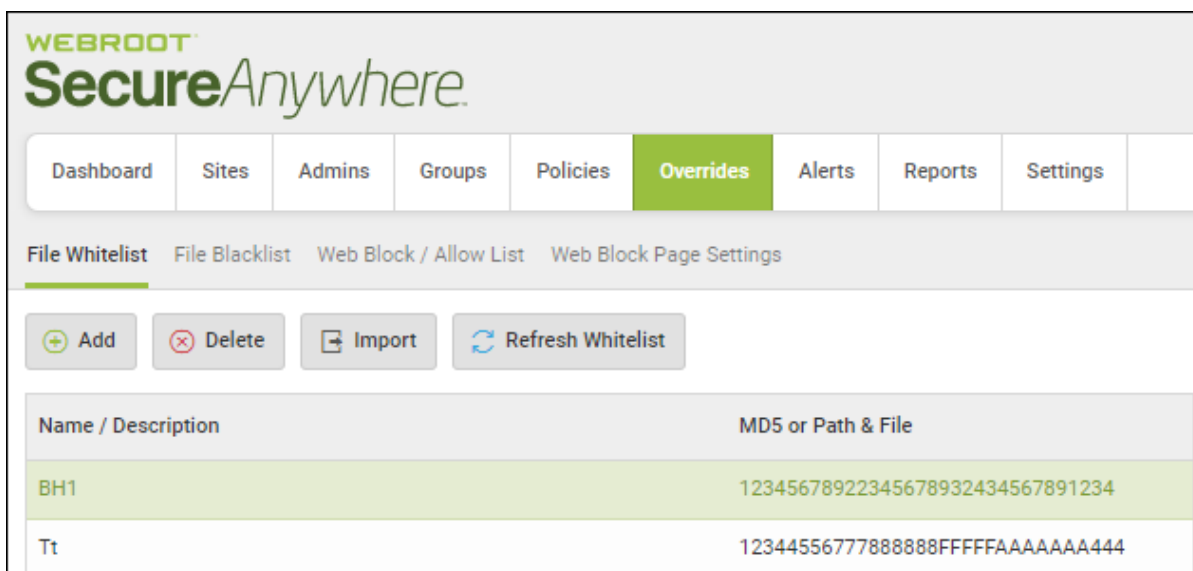 WEBROOT
SecureAnywhere
Dashboard Sites Admins Groups Policies Overrides Alerts Reports Settings
File Whitelist File Blacklist Web Block / Allow List Web Block Page Settings
Add Delete Import Refresh Whitelist
Name / Description MD5 or Path & File
BH1 12345678922345678932434567891234
Tt 12344556777888888FFFFFAAAAAAA444